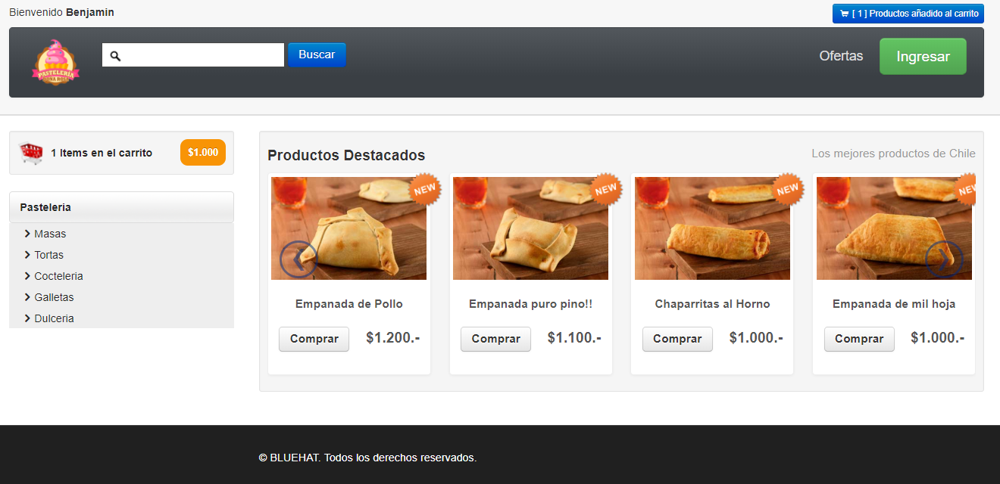 Bienvenido Benjamin
[ 1 ] Productos añadido al carrito
PASTELERIA
Buscar
Ofertas
Ingresar
1 Items en el carrito
$1.000
Pasteleria
Masas
Tortas
Cocteleria
Galletas
Dulceria
Productos Destacados
Los mejores productos de Chile
NEW
NEW
NEW
NEW
Empanada de Pollo
Comprar
$1.200.-
Empanada puro pino!!
Comprar
$1.100.-
Chaparritas al Horno
Comprar
$1.000.-
Empanada de mil hoja
Comprar
$1.000.-
© BLUEHAT. Todos los derechos reservados.